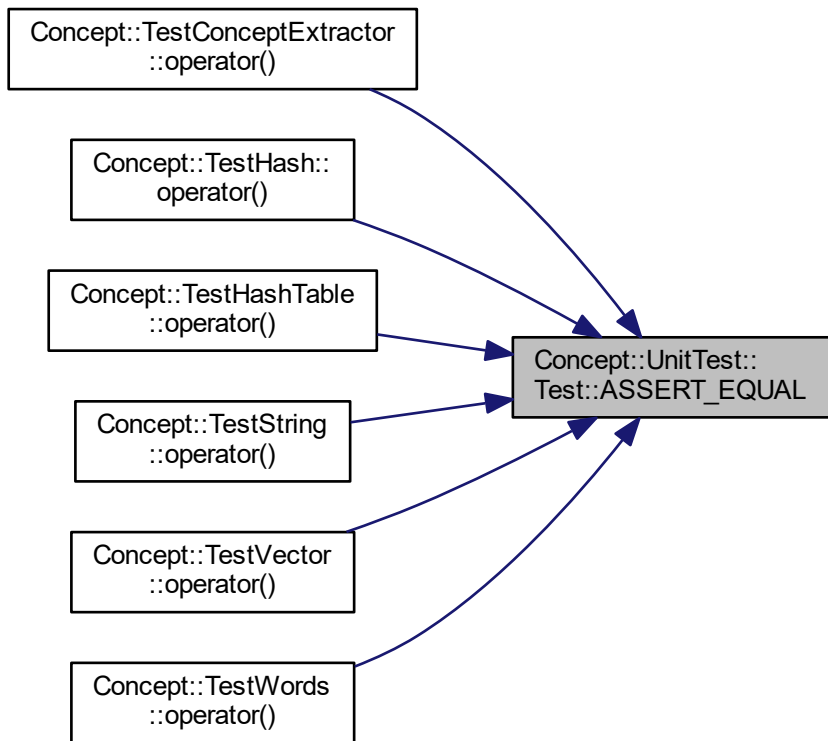 Concept::TestConceptExtractor
::operator()
Concept::TestHash::
operator()
Concept::TestHashTable
::operator()
Concept::UnitTest::
Test::ASSERT_EQUAL
Concept::TestString
::operator()
Concept::TestVector
::operator()
Concept::TestWords
::operator()